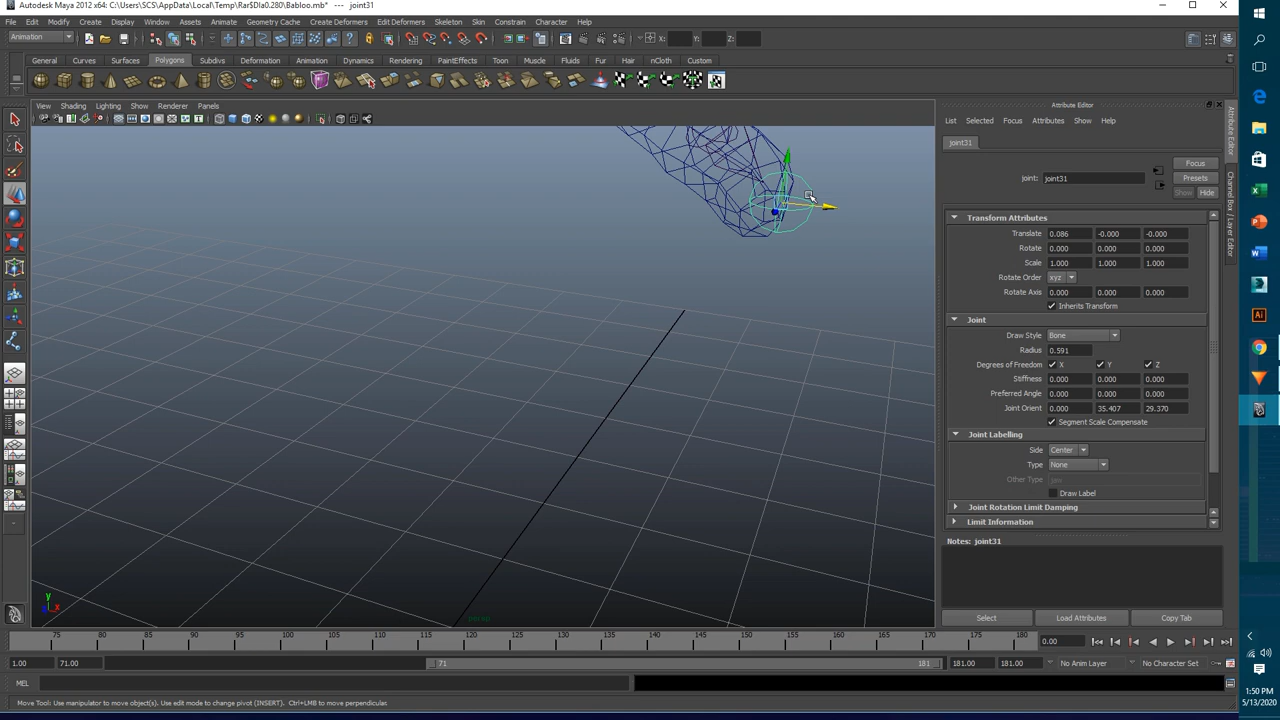 Autodesk Maya 2012 x64: C:\Users\SCS\AppData\Local\Temp\Rar$DIa0.280\Babloo.mb* --- joint31
File Edit Modify Create Display Window Assets Animate Geometry Cache Create Deformers Edit Deformers Skeleton Skin Constrain Character Help
Animation X: Y: Z:
General Curves Surfaces Polygons Subdivs Deformation Animation Dynamics Rendering PaintEffects Toon Muscle Fluids Fur Hair nCloth Custom
View Shading Lighting Show Renderer Panels
Attribute Editor
List Selected Focus Attributes Show Help
joint31
Focus
joint: joint31
Presets
Show Hide
Transform Attributes
Translate 0.086 -0.000 -0.000
Rotate 0.000 0.000 0.000
Scale 1.000 1.000 1.000
Rotate Order xyz
Rotate Axis 0.000 0.000 0.000
Inherits Transform
Joint
Draw Style Bone
Radius 0.591
Degrees of Freedom X Y Z
Stiffness 0.000 0.000 0.000
Preferred Angle 0.000 0.000 0.000
Joint Orient 0.000 35.407 29.370
Segment Scale Compensate
Joint Labelling
Side Center
Type None
Other Type jaw
Draw Label
Joint Rotation Limit Damping
Limit Information
Notes: joint31
Select Load Attributes Copy Tab
Attribute Editor
Channel Box / Layer Editor
y
x
persp
75 80 85 90 95 100 105 110 115 120 125 130 135 140 145 150 155 160 165 170 175 180 0.00
1.00 71.00 71 181 181.00 181.00 No Anim Layer No Character Set
MEL
Move Tool: Use manipulator to move object(s). Use edit mode to change pivot (INSERT). Ctrl+LMB to move perpendicular.
Ai
1:50 PM
5/13/2020